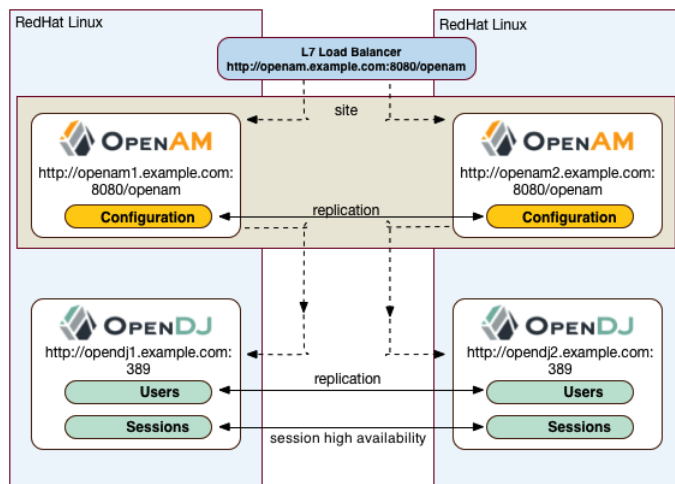 RedHat Linux
RedHat Linux
L7 Load Balancer
http://openam.example.com:8080/openam
site
OPENAM
http://openam1.example.com:
8080/openam
Configuration
OPENAM
http://openam2.example.com:
8080/openam
Configuration
replication
OPENDJ
http://opendj1.example.com:
389
Users
Sessions
OPENDJ
http://opendj2.example.com:
389
Users
Sessions
replication
session high availability